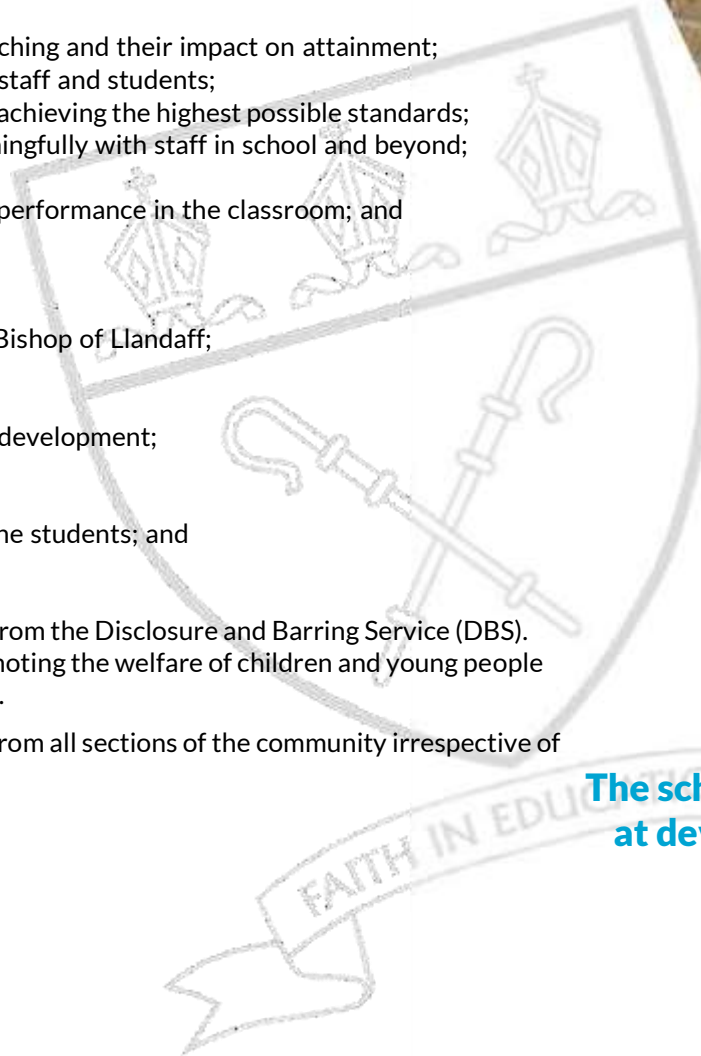 ching and their impact on attainment;
staff and students;
achieving the highest possible standards;
ingfully with staff in school and beyond;
performance in the classroom; and
Bishop of Llandaff;
development;
he students; and
rom the Disclosure and Barring Service (DBS).
noting the welfare of children and young people
.
rom all sections of the community irrespective of
The sch
at dev
FAITH IN EDUCATION